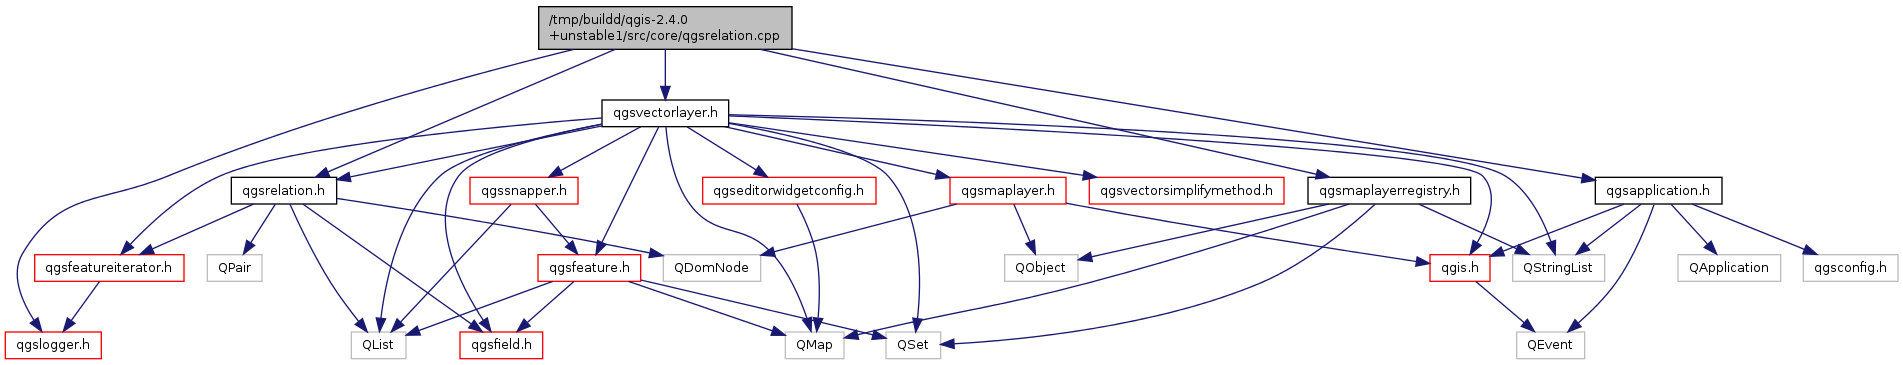 /tmp/buildd/qgis-2.4.0
+unstable1/src/core/qgsrelation.cpp
qgsvectorlayer.h
qgsrelation.h
qgssnapper.h
qgseditorwidgetconfig.h
qgsmaplayer.h
qgsvectorsimplifymethod.h
qgsmaplayerregistry.h
qgsapplication.h
qgsfeatureiterator.h
QPair
qgsfeature.h
QDomNode
QObject
qgis.h
QStringList
QApplication
qgsconfig.h
qgslogger.h
QList
qgsfield.h
QMap
QSet
QEvent